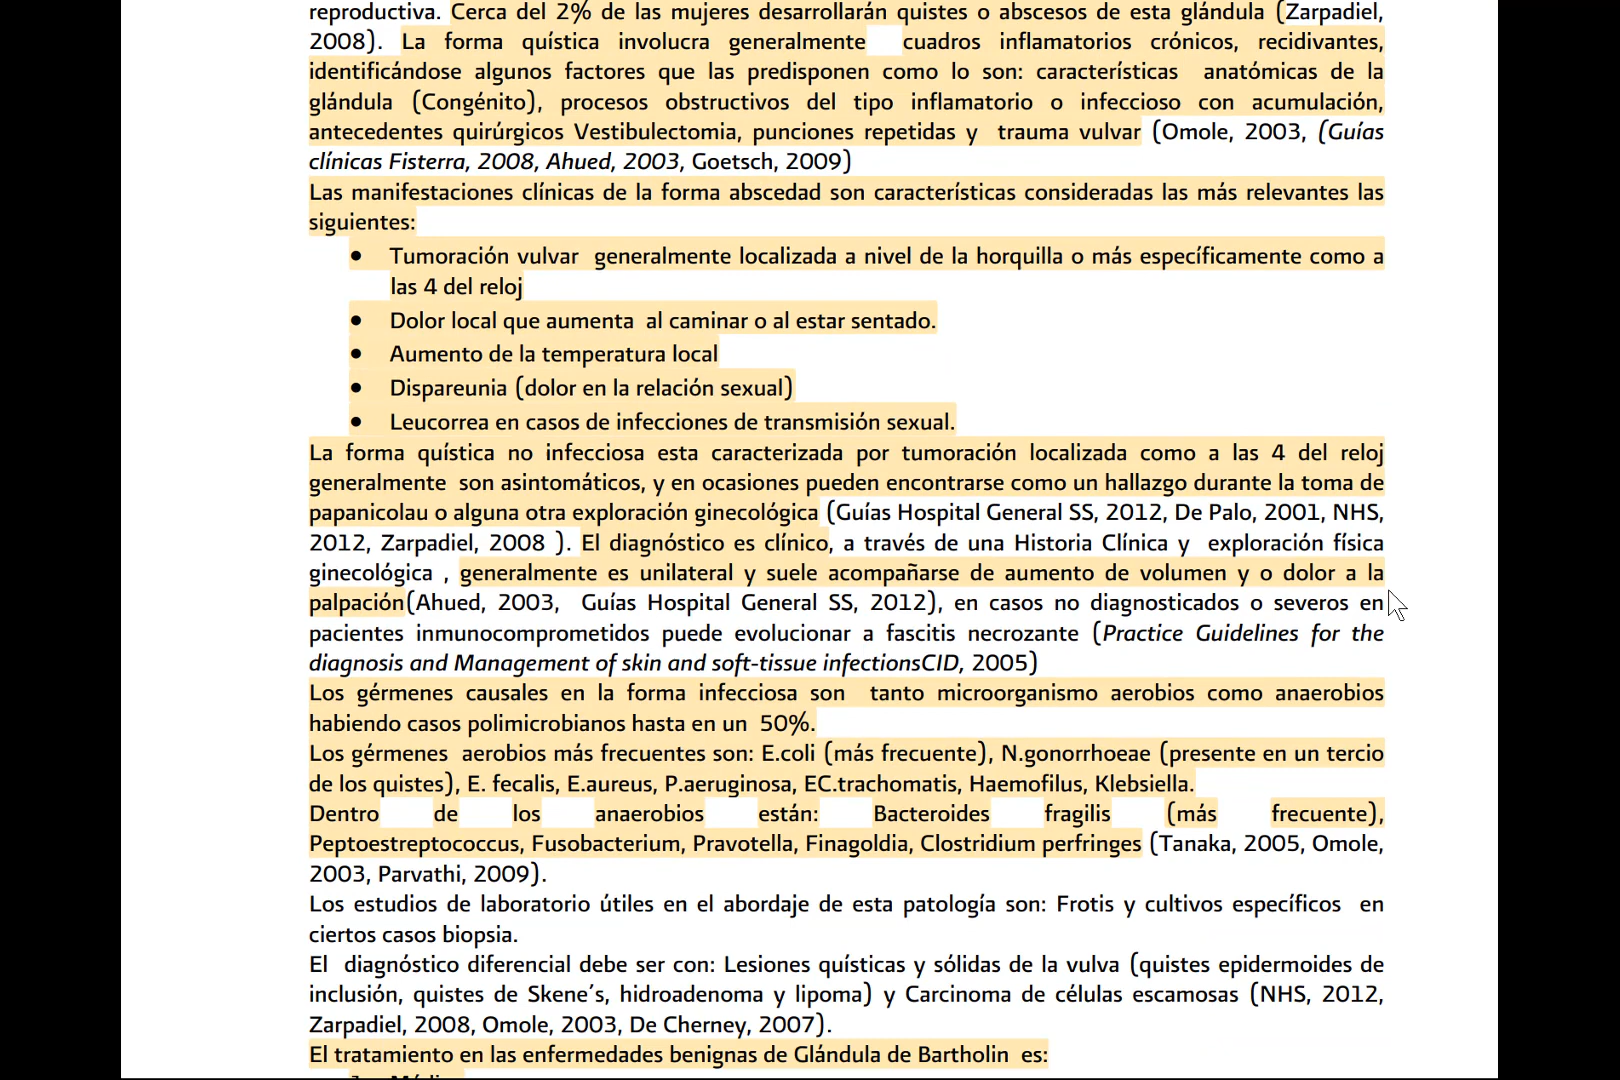 reproductiva. Cerca del 2% de las mujeres desarrollarán quistes o abscesos de esta glándula (Zarpadiel,
2008). La forma quística involucra generalmente cuadros inflamatorios crónicos, recidivantes,
identificándose algunos factores que las predisponen como lo son: características anatómicas de la
glándula (Congénito), procesos obstructivos del tipo inflamatorio o infeccioso con acumulación,
antecedentes quirúrgicos Vestibulectomia, punciones repetidas y trauma vulvar (Omole, 2003, (Guías
clínicas Fisterra, 2008, Ahued, 2003, Goetsch, 2009)
Las manifestaciones clínicas de la forma abscedad son características consideradas las más relevantes las
siguientes:
• Tumoración vulvar generalmente localizada a nivel de la horquilla o más específicamente como a
las 4 del reloj
• Dolor local que aumenta al caminar o al estar sentado.
• Aumento de la temperatura local
• Dispareunia (dolor en la relación sexual)
• Leucorrea en casos de infecciones de transmisión sexual.
La forma quística no infecciosa esta caracterizada por tumoración localizada como a las 4 del reloj
generalmente son asintomáticos, y en ocasiones pueden encontrarse como un hallazgo durante la toma de
papanicolau o alguna otra exploración ginecológica (Guías Hospital General SS, 2012, De Palo, 2001, NHS,
2012, Zarpadiel, 2008 ). El diagnóstico es clínico, a través de una Historia Clínica y exploración física
ginecológica , generalmente es unilateral y suele acompañarse de aumento de volumen y o dolor a la
palpación(Ahued, 2003, Guías Hospital General SS, 2012), en casos no diagnosticados o severos en
pacientes inmunocomprometidos puede evolucionar a fascitis necrozante (Practice Guidelines for the
diagnosis and Management of skin and soft-tissue infectionsCID, 2005)
Los gérmenes causales en la forma infecciosa son tanto microorganismo aerobios como anaerobios
habiendo casos polimicrobianos hasta en un 50%.
Los gérmenes aerobios más frecuentes son: E.coli (más frecuente), N.gonorrhoeae (presente en un tercio
de los quistes), E. fecalis, E.aureus, P.aeruginosa, EC.trachomatis, Haemofilus, Klebsiella.
Dentro de los anaerobios están: Bacteroides fragilis (más frecuente),
Peptoestreptococcus, Fusobacterium, Pravotella, Finagoldia, Clostridium perfringes (Tanaka, 2005, Omole,
2003, Parvathi, 2009).
Los estudios de laboratorio útiles en el abordaje de esta patología son: Frotis y cultivos específicos en
ciertos casos biopsia.
El diagnóstico diferencial debe ser con: Lesiones quísticas y sólidas de la vulva (quistes epidermoides de
inclusión, quistes de Skene’s, hidroadenoma y lipoma) y Carcinoma de células escamosas (NHS, 2012,
Zarpadiel, 2008, Omole, 2003, De Cherney, 2007).
El tratamiento en las enfermedades benignas de Glándula de Bartholin es: